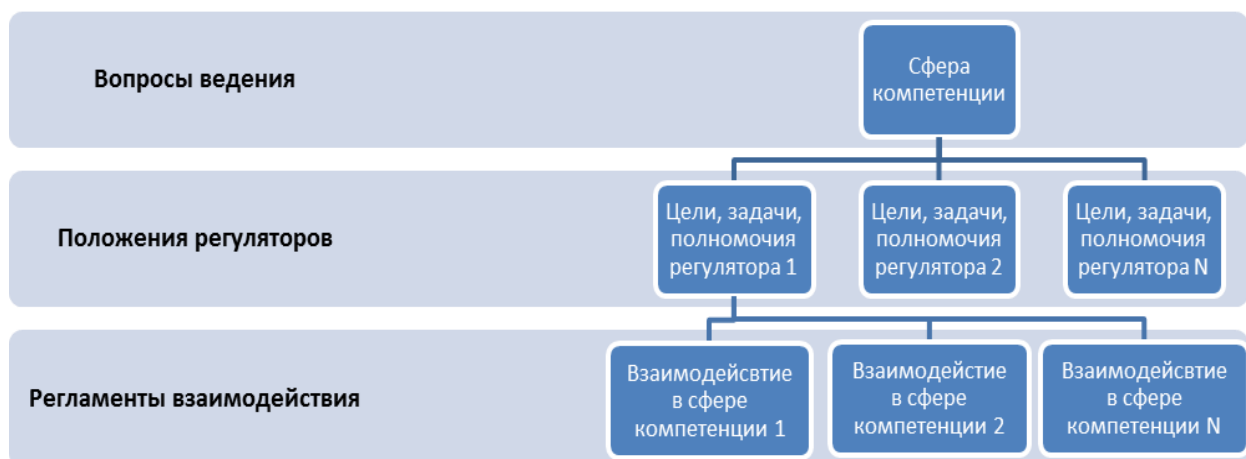 Вопросы ведения
Сфера
компетенции
Положения регуляторов
Цели, задачи,
полномочия
регулятора 1
Цели, задачи,
полномочия
регулятора 2
Цели, задачи,
полномочия
регулятора N
Регламенты взаимодействия
Взаимодейсвтие
в сфере
компетенции 1
Взаимодейстие
в сфере
компетенции 2
Взаимодейсвтие
в сфере
компетенции N